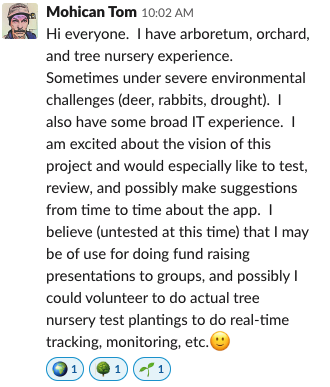 Mohican Tom 10:02 AM
Hi everyone.  I have arboretum, orchard,
and tree nursery experience.
Sometimes under severe environmental
challenges (deer, rabbits, drought).  I
also have some broad IT experience.  I
am excited about the vision of this
project and would especially like to test,
review, and possibly make suggestions
from time to time about the app.  I
believe (untested at this time) that I may
be of use for doing fund raising
presentations to groups, and possibly I
could volunteer to do actual tree
nursery test plantings to do real-time
tracking, monitoring, etc.🙂
🌍 1 🌳 1 🌱 1